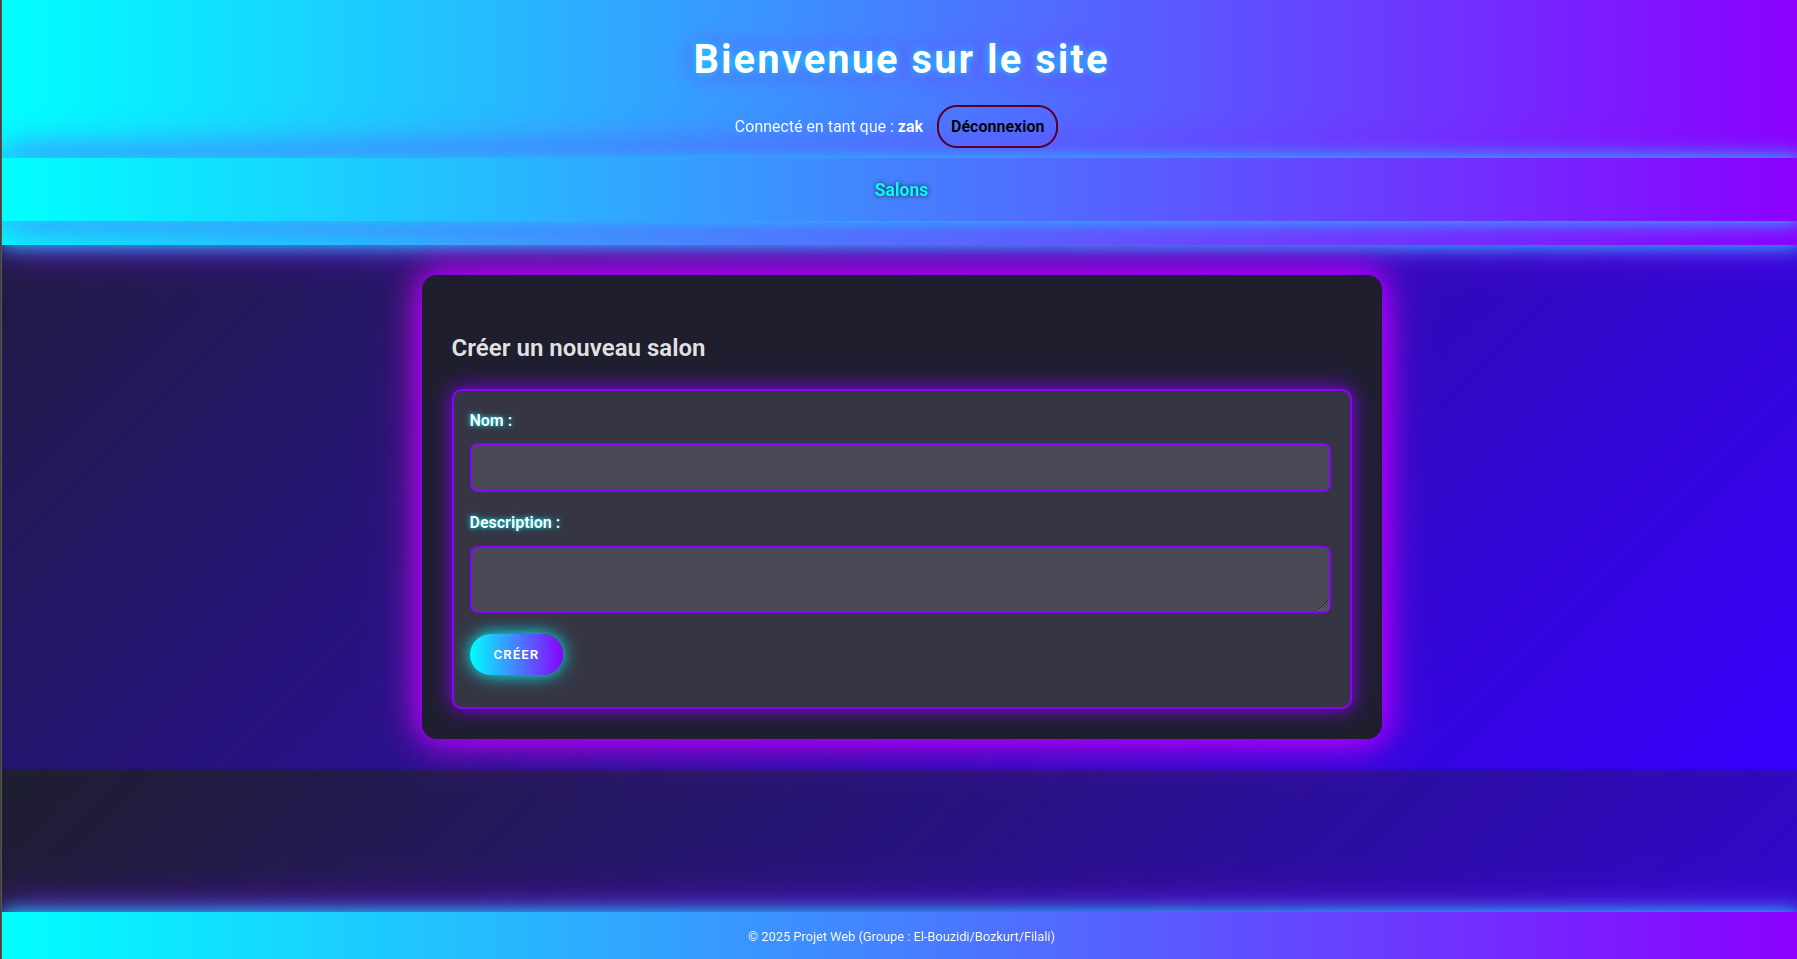 Bienvenue sur le site
Connecté en tant que : zak Déconnexion
Salons
Créer un nouveau salon
Nom :
Description :
CRÉER
© 2025 Projet Web (Groupe : El-Bouzidi/Bozkurt/Filali)